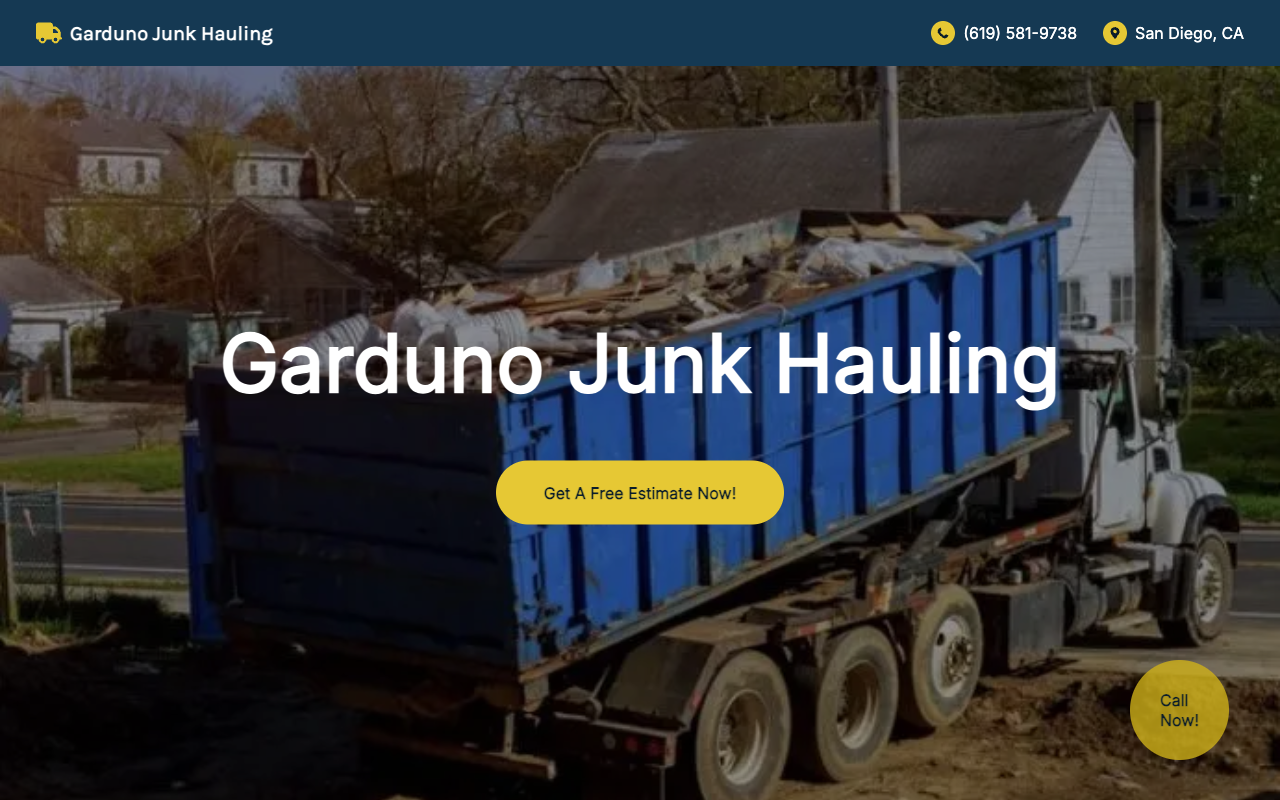 Garduno Junk Hauling
(619) 581-9738
San Diego, CA
Garduno Junk Hauling
Get A Free Estimate Now!
Call
Now!